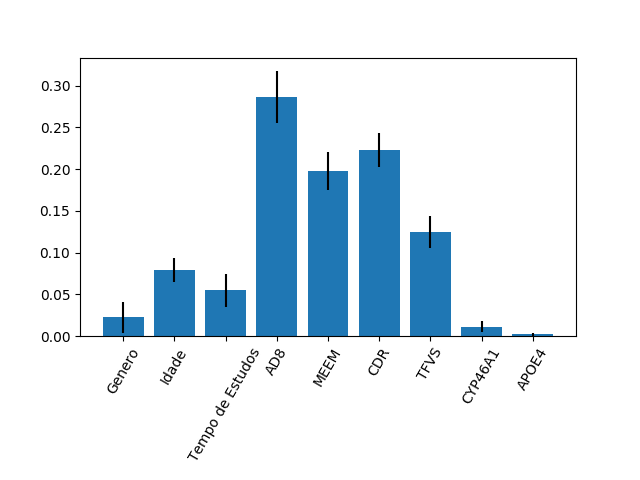 0.30
0.25
0.20
0.15
0.10
0.05
0.00
Genero
Idade
Tempo de Estudos
AD8
MEEM
CDR
TFVS
CYP46A1
APOE4